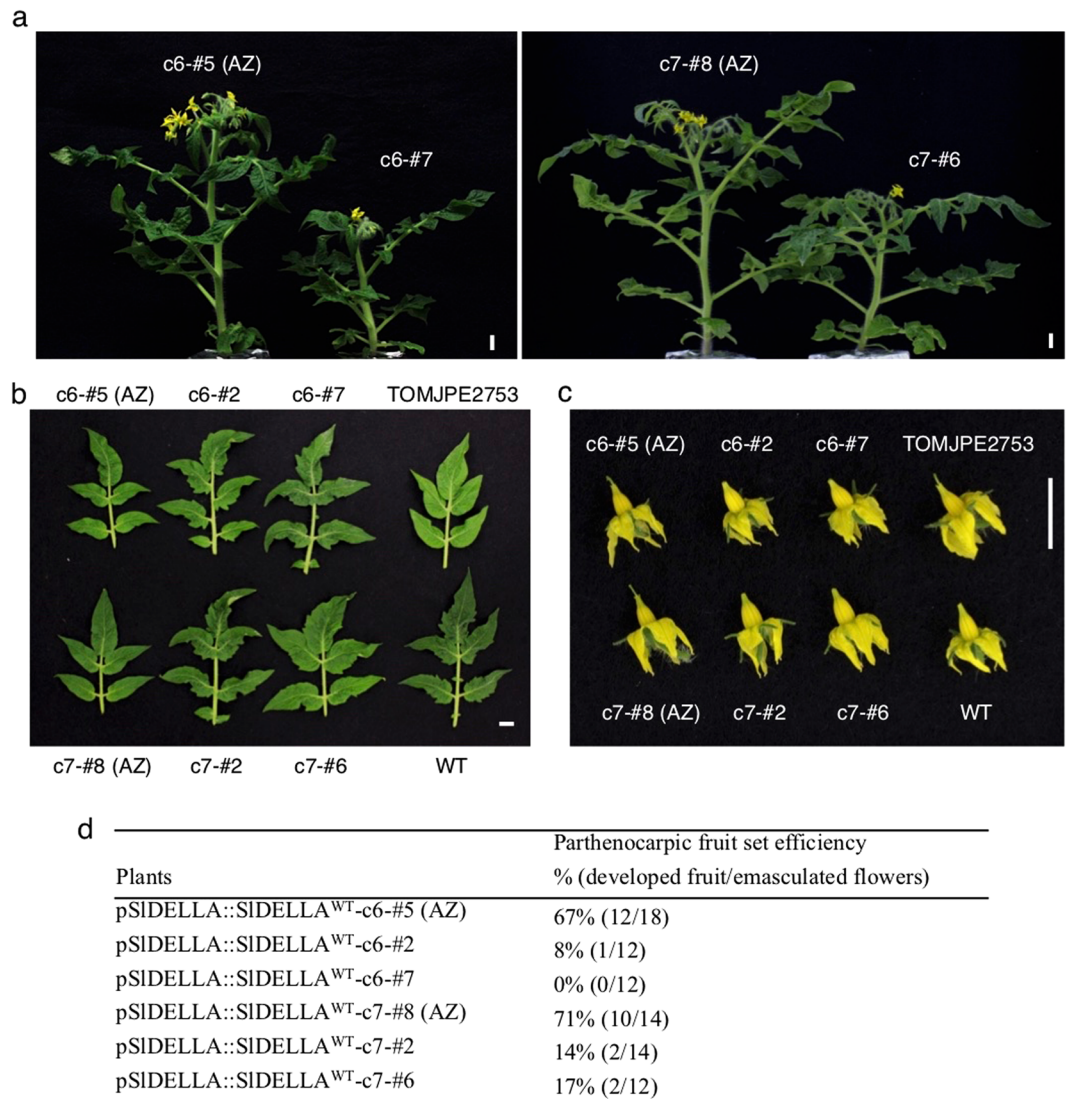 a
c6-#5 (AZ)
c6-#7
c7-#8 (AZ)
c7-#6
b
c6-#5 (AZ) c6-#2 c6-#7 TOMJPE2753
c7-#8 (AZ) c7-#2 c7-#6 WT
c
c6-#5 (AZ) c6-#2 c6-#7 TOMJPE2753
c7-#8 (AZ) c7-#2 c7-#6 WT
d
Parthenocarpic fruit set efficiency
Plants % (developed fruit/emasculated flowers)
pSlDELLA::SlDELLAᵂᵀ-c6-#5 (AZ) 67% (12/18)
pSlDELLA::SlDELLAᵂᵀ-c6-#2 8% (1/12)
pSlDELLA::SlDELLAᵂᵀ-c6-#7 0% (0/12)
pSlDELLA::SlDELLAᵂᵀ-c7-#8 (AZ) 71% (10/14)
pSlDELLA::SlDELLAᵂᵀ-c7-#2 14% (2/14)
pSlDELLA::SlDELLAᵂᵀ-c7-#6 17% (2/12)